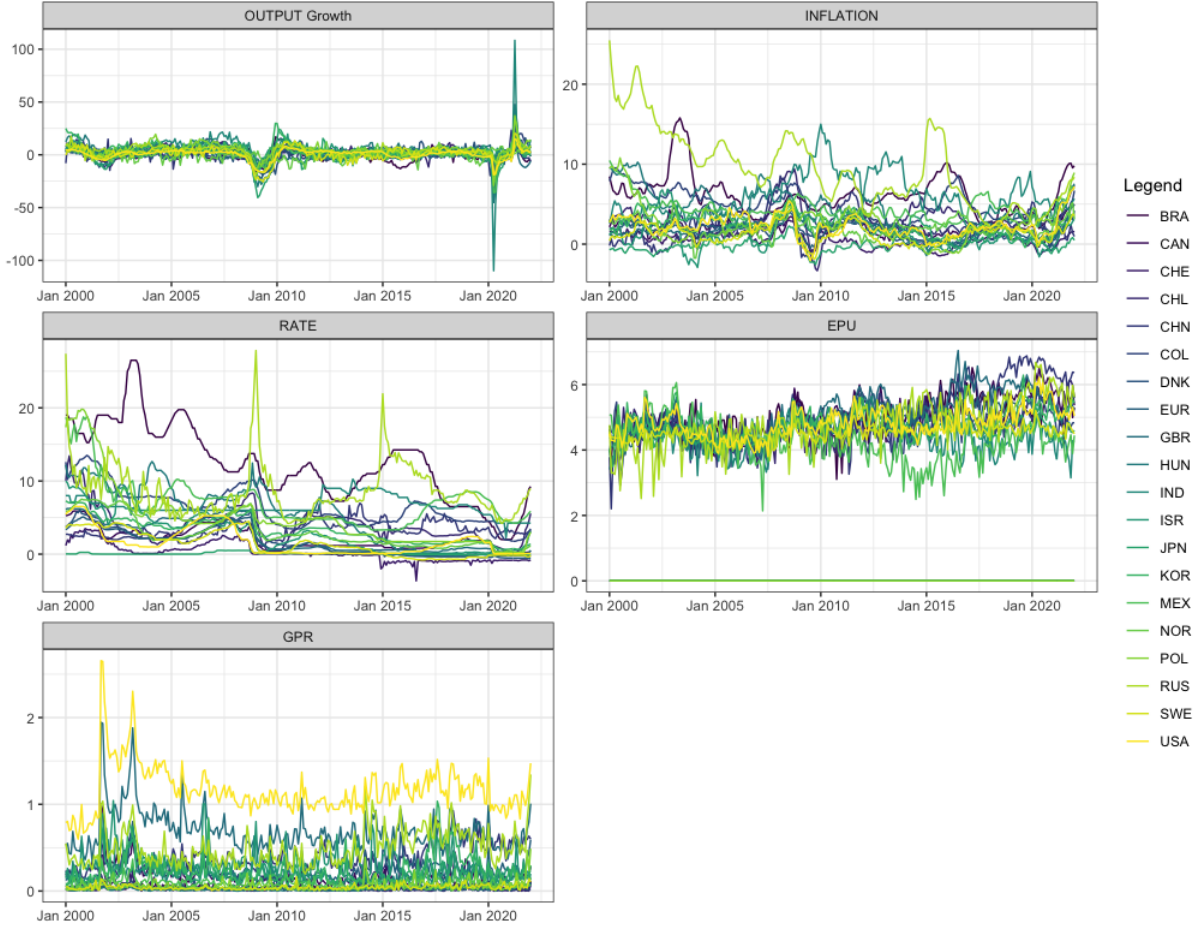 OUTPUT Growth
INFLATION
100
50
0
-50
-100
20
10
0
Jan 2000 Jan 2005 Jan 2010 Jan 2015 Jan 2020
Jan 2000 Jan 2005 Jan 2010 Jan 2015 Jan 2020
RATE
EPU
20
10
0
6
4
2
0
Jan 2000 Jan 2005 Jan 2010 Jan 2015 Jan 2020
Jan 2000 Jan 2005 Jan 2010 Jan 2015 Jan 2020
GPR
2
1
0
Jan 2000 Jan 2005 Jan 2010 Jan 2015 Jan 2020
Legend
BRA
CAN
CHE
CHL
CHN
COL
DNK
EUR
GBR
HUN
IND
ISR
JPN
KOR
MEX
NOR
POL
RUS
SWE
USA